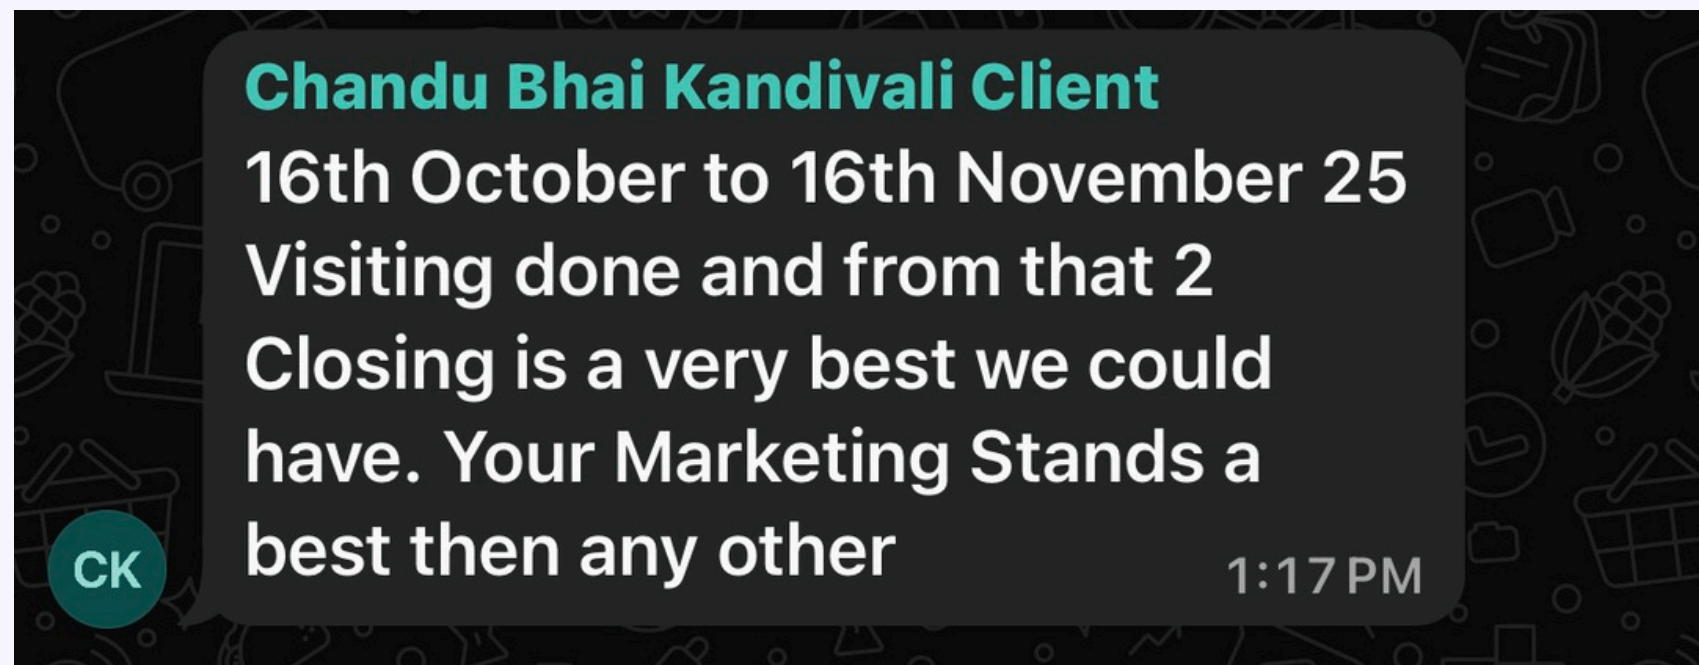 Chandu Bhai Kandivali Client
16th October to 16th November 25
Visiting done and from that 2
Closing is a very best we could
have. Your Marketing Stands a
best then any other
1:17 PM
CK